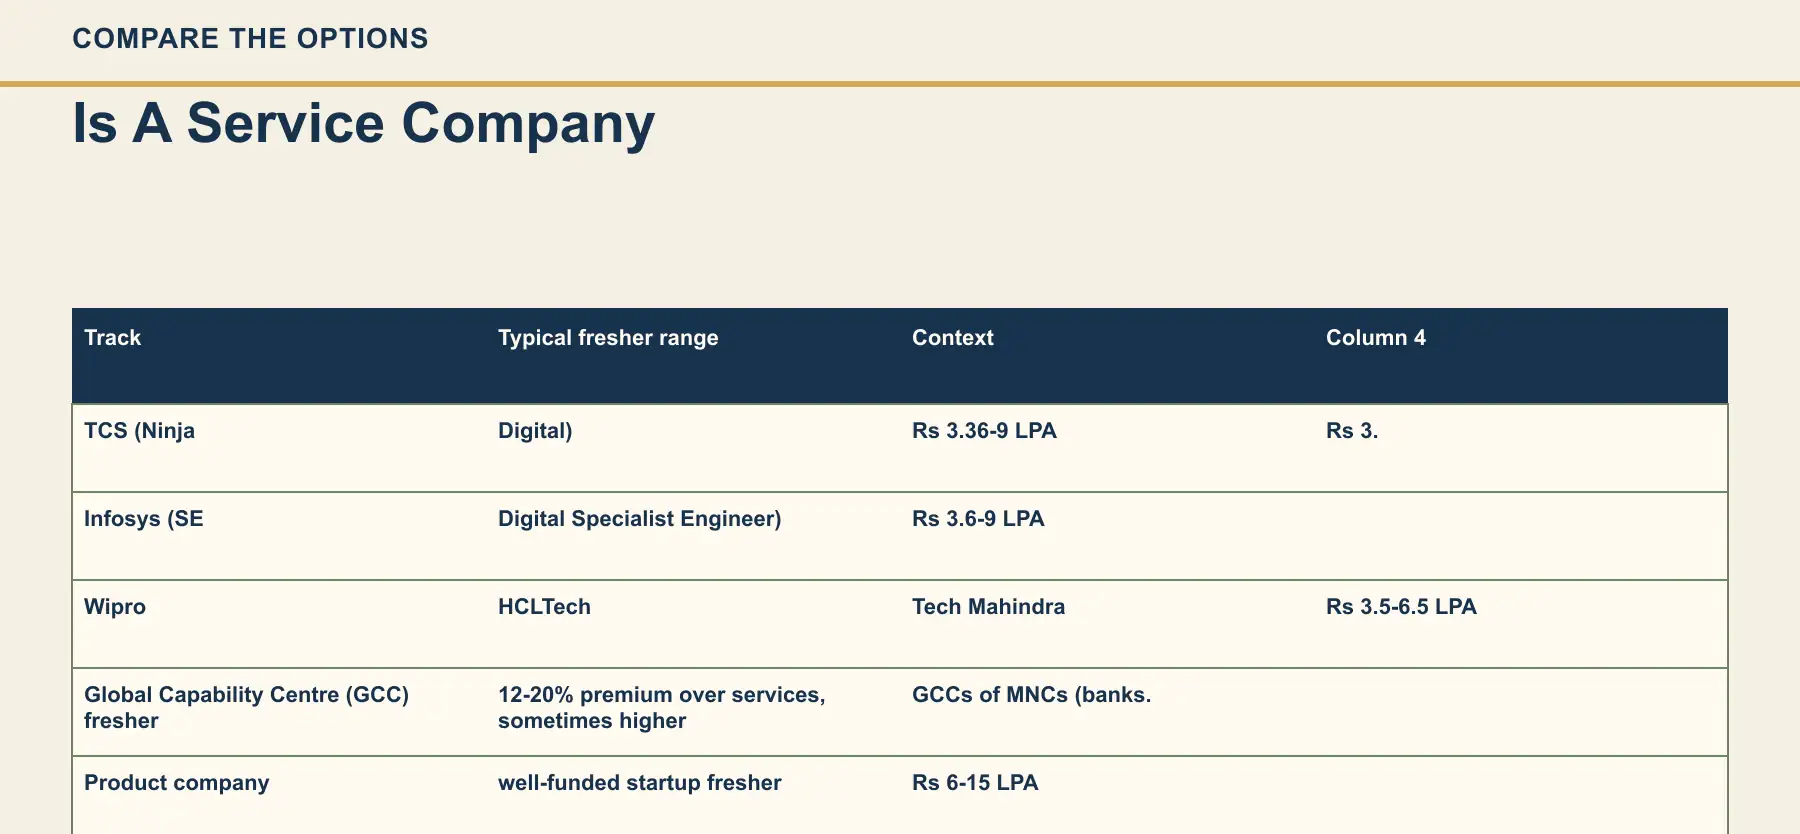 COMPARE THE OPTIONS
Is A Service Company
Track Typical fresher range Context Column 4
TCS (Ninja Digital) Rs 3.36-9 LPA Rs 3.
Infosys (SE Digital Specialist Engineer) Rs 3.6-9 LPA
Wipro HCLTech Tech Mahindra Rs 3.5-6.5 LPA
Global Capability Centre (GCC) 12-20% premium over services, GCCs of MNCs (banks.
fresher sometimes higher
Product company well-funded startup fresher Rs 6-15 LPA